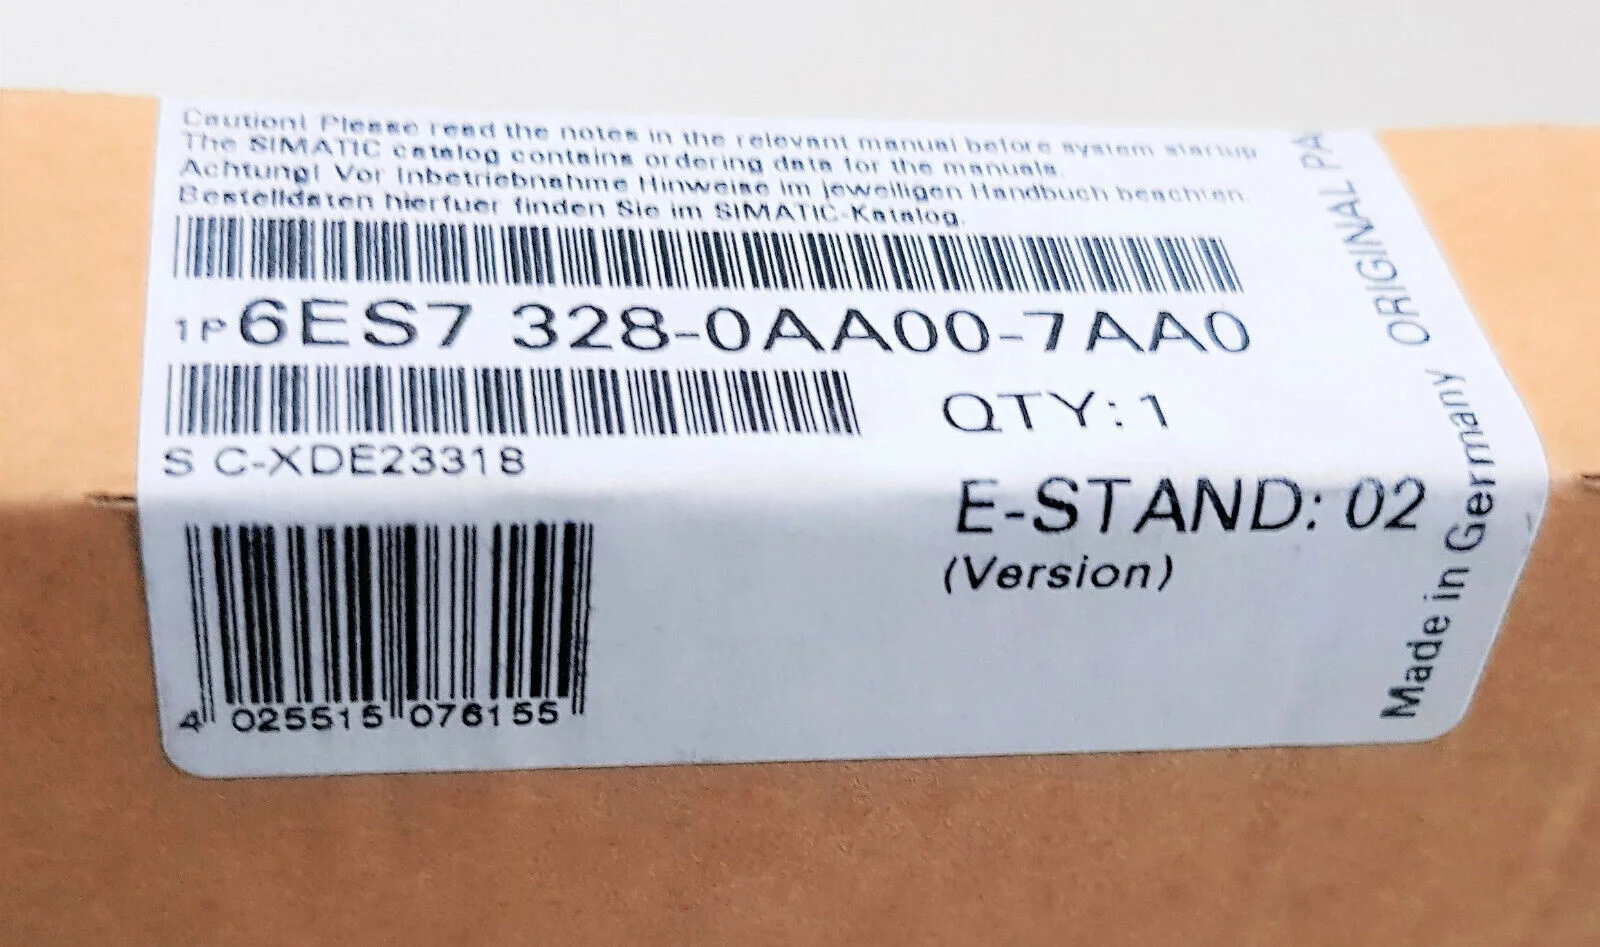 Caution! Please read the notes in the relevant manual before system startup
The SIMATIC catalog contains ordering data for the manuals.
Achtung! Vor Inbetriebnahme Hinweise im jeweiligen Handbuch beachten.
Bestelldaten hierfuer finden Sie im SIMATIC-Katalog.
1P 6ES7 328-0AA00-7AA0
S C-XDE23318
QTY: 1
E-STAND: 02
(Version)
4 025515 076155
Made in Germany ORIGINAL PA